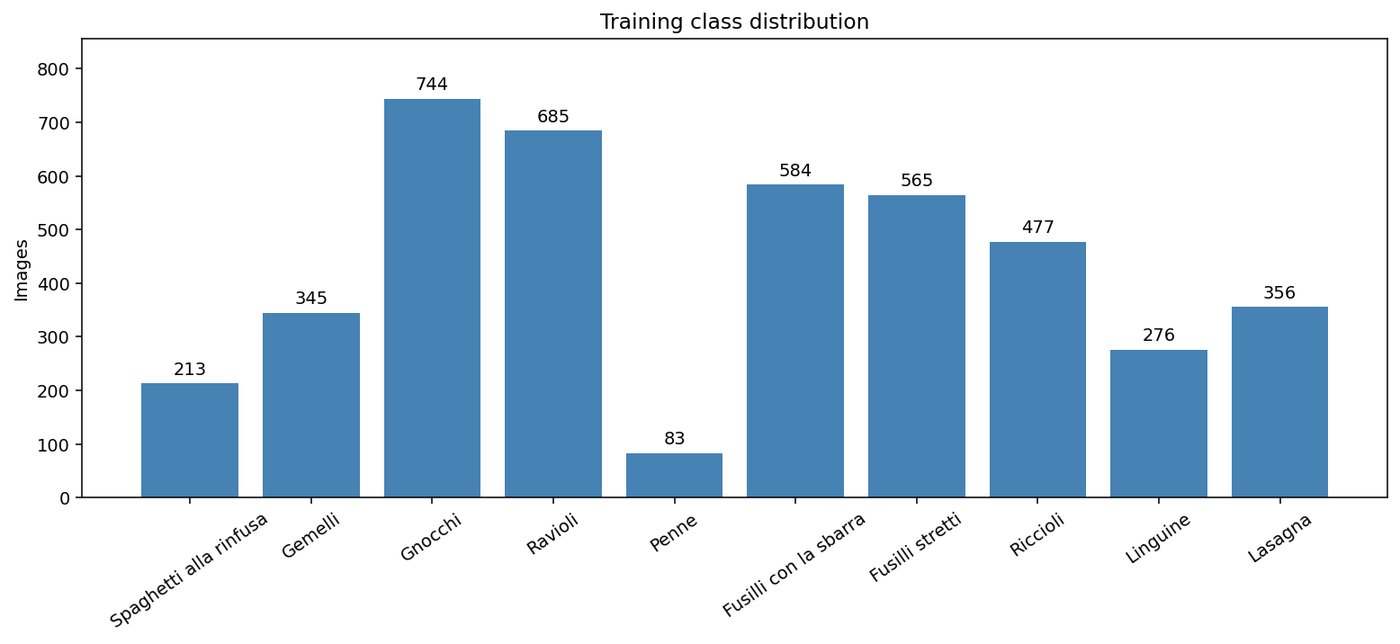 Training class distribution
Images
800
700
600
500
400
300
200
100
0
213
345
744
685
83
584
565
477
276
356
Spaghetti alla rinfusa
Gemelli
Gnocchi
Ravioli
Penne
Fusilli con la sbarra
Fusilli stretti
Riccioli
Linguine
Lasagna